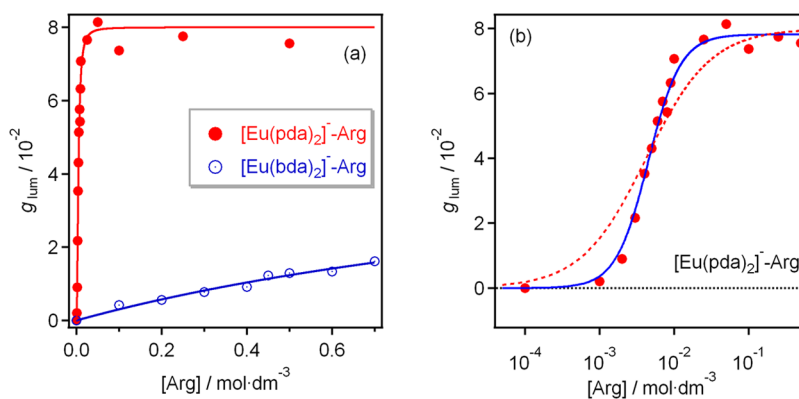 8
6
4
2
0
g lum / 10⁻²
(a)
[Eu(pda)₂]⁻-Arg
[Eu(bda)₂]⁻-Arg
0.0 0.2 0.4 0.6
[Arg] / mol·dm⁻³
8
6
4
2
0
g lum / 10⁻²
(b)
[Eu(pda)₂]⁻-Arg
10⁻⁴ 10⁻³ 10⁻² 10⁻¹
[Arg] / mol·dm⁻³